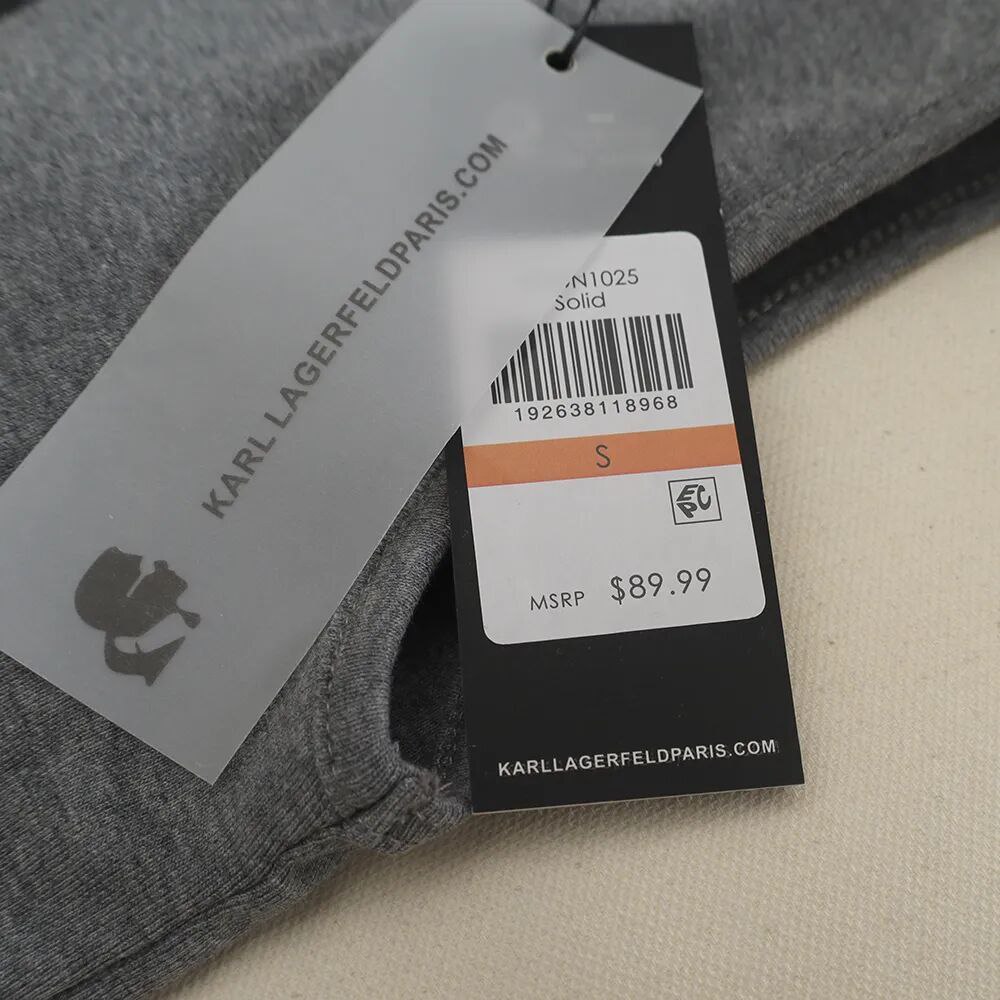 KARL LAGERFELDPARIS.COM
N1025
Solid
192638118968
S
EPC
MSRP $89.99
KARLLAGERFELDPARIS.COM